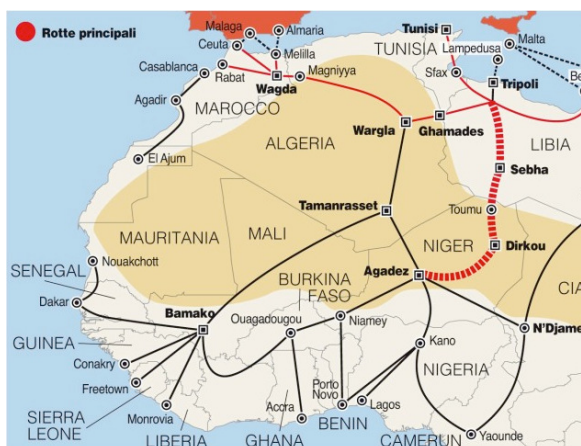 Rotte principali
Malaga
Almaria
Ceuta
Melilla
Casablanca
Rabat
Wagda
Magniyya
Tunisi
TUNISIA
Lampedusa
Malta
Sfax
Tripoli
Agadir
MAROCCO
Wargla
Ghamades
ALGERIA
LIBIA
El Ajum
Sebha
Tamanrasset
Toumu
MAURITANIA
MALI
NIGER
Dirkou
Nouakchott
SENEGAL
Agadez
BURKINA
FASO
CIA
Dakar
Bamako
Ouagadougou
Niamey
N'Djame
GUINEA
Kano
Conakry
NIGERIA
Freetown
Porto
Novo
Lagos
SIERRA
LEONE
Monrovia
Accra
BENIN
Yaounde
LIBERIA
GHANA
CAMERUN